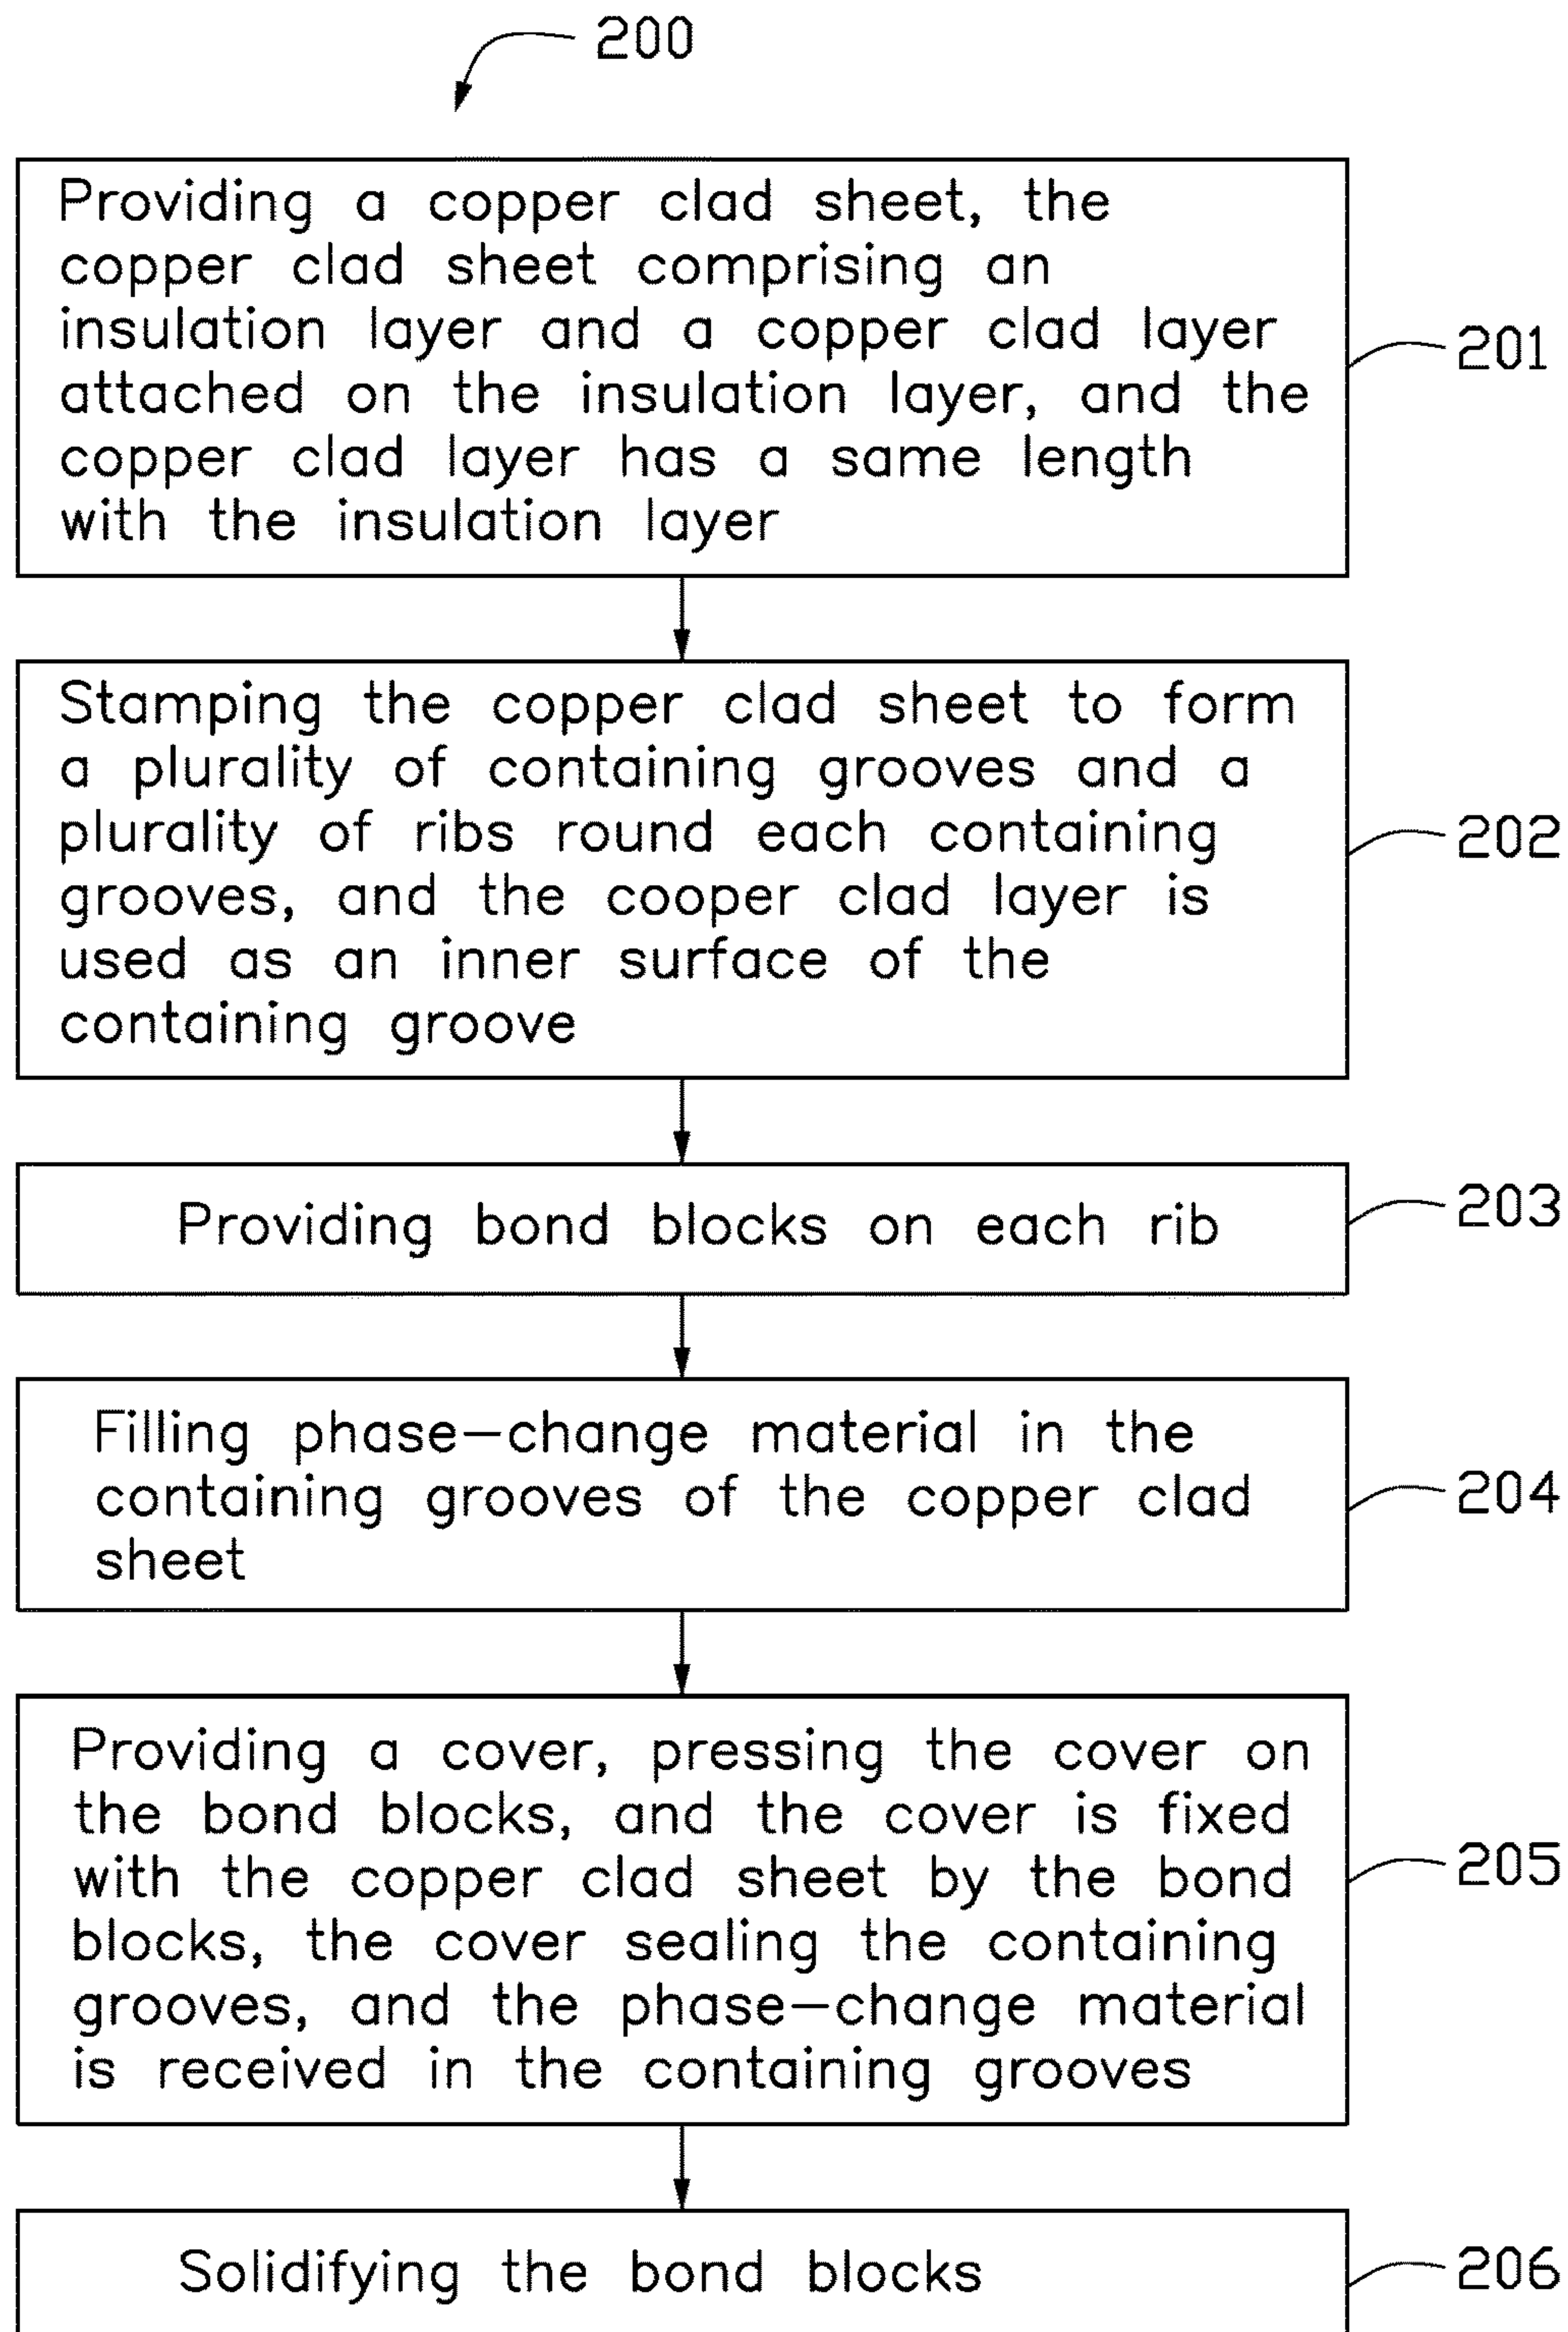 200
Providing a copper clad sheet, the
copper clad sheet comprising an
insulation layer and a copper clad layer
attached on the insulation layer, and the
copper clad layer has a same length
with the insulation layer
201
Stamping the copper clad sheet to form
a plurality of containing grooves and a
plurality of ribs round each containing
grooves, and the cooper clad layer is
used as an inner surface of the
containing groove
202
Providing bond blocks on each rib
203
Filling phase-change material in the
containing grooves of the copper clad
sheet
204
Providing a cover, pressing the cover on
the bond blocks, and the cover is fixed
with the copper clad sheet by the bond
blocks, the cover sealing the containing
grooves, and the phase-change material
is received in the containing grooves
205
Solidifying the bond blocks
206